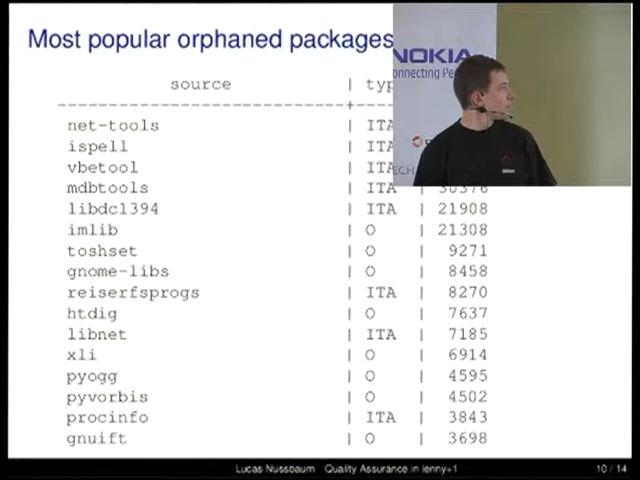 Most popular orphaned packages
NOKIA
onnecting Pe
source | typ
net-tools | ITA
ispell | ITA
vbetool | ITA
mdbtools | ITA | 30376
libdc1394 | ITA | 21908
imlib | O | 21308
toshset | O | 9271
gnome-libs | O | 8458
reiserfsprogs | ITA | 8270
htdig | O | 7637
libnet | ITA | 7185
xli | O | 6914
pyogg | O | 4595
pyvorbis | O | 4502
procinfo | ITA | 3843
gnuift | O | 3698
Lucas Nussbaum Quality Assurance in lenny+1 10 / 14